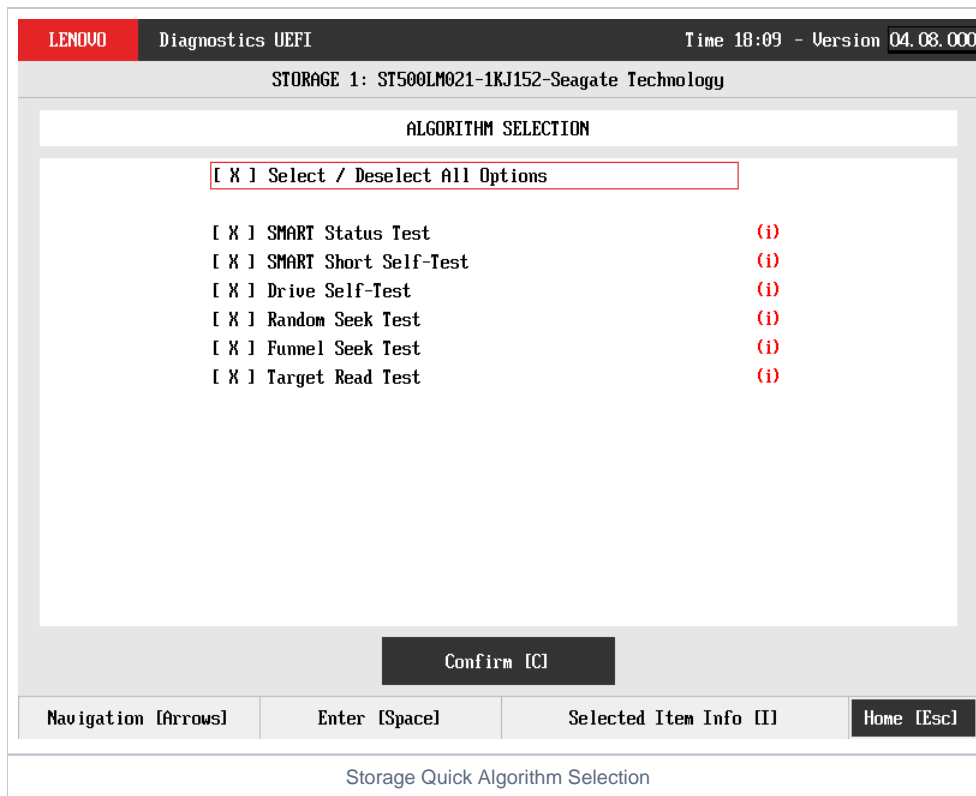 LENOVO Diagnostics UEFI Time 18:09 - Version 04.08.000
STORAGE 1: ST500LM021-1KJ152-Seagate Technology
ALGORITHM SELECTION
[ X ] Select / Deselect All Options
[ X ] SMART Status Test (i)
[ X ] SMART Short Self-Test (i)
[ X ] Drive Self-Test (i)
[ X ] Random Seek Test (i)
[ X ] Funnel Seek Test (i)
[ X ] Target Read Test (i)
Confirm [C]
Navigation [Arrows] Enter [Space] Selected Item Info [I] Home [Esc]
Storage Quick Algorithm Selection